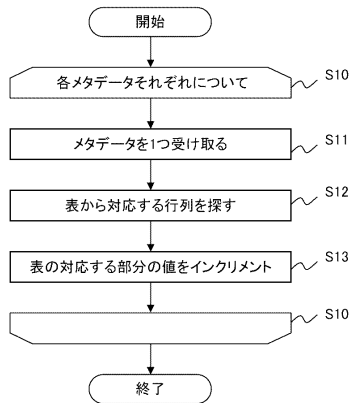 開始
各メタデータそれぞれについて
S10
メタデータを1つ受け取る
S11
表から対応する行列を探す
S12
表の対応する部分の値をインクリメント
S13
S10
終了